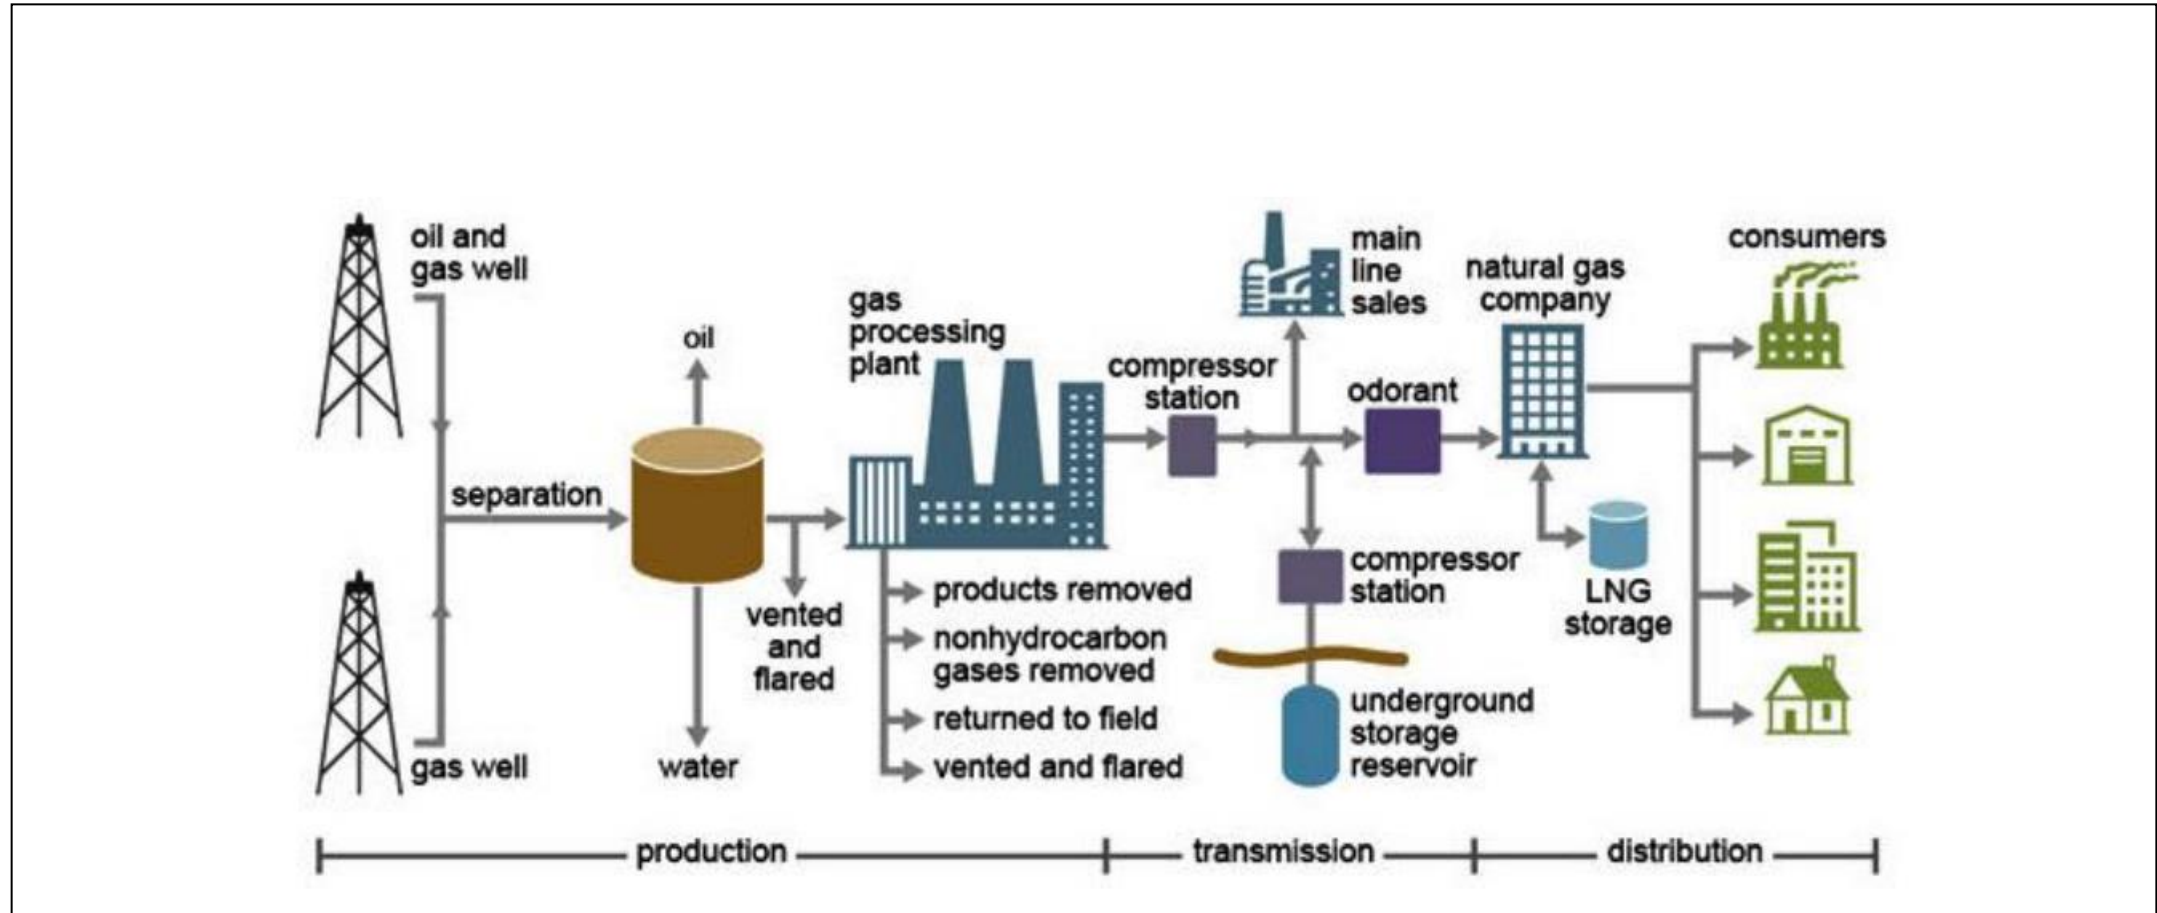 oil and
gas well
gas well
separation
oil
water
vented
and
flared
gas
processing
plant
products removed
nonhydrocarbon
gases removed
returned to field
vented and flared
compressor
station
main
line
sales
odorant
compressor
station
underground
storage
reservoir
natural gas
company
LNG
storage
consumers
production
transmission
distribution